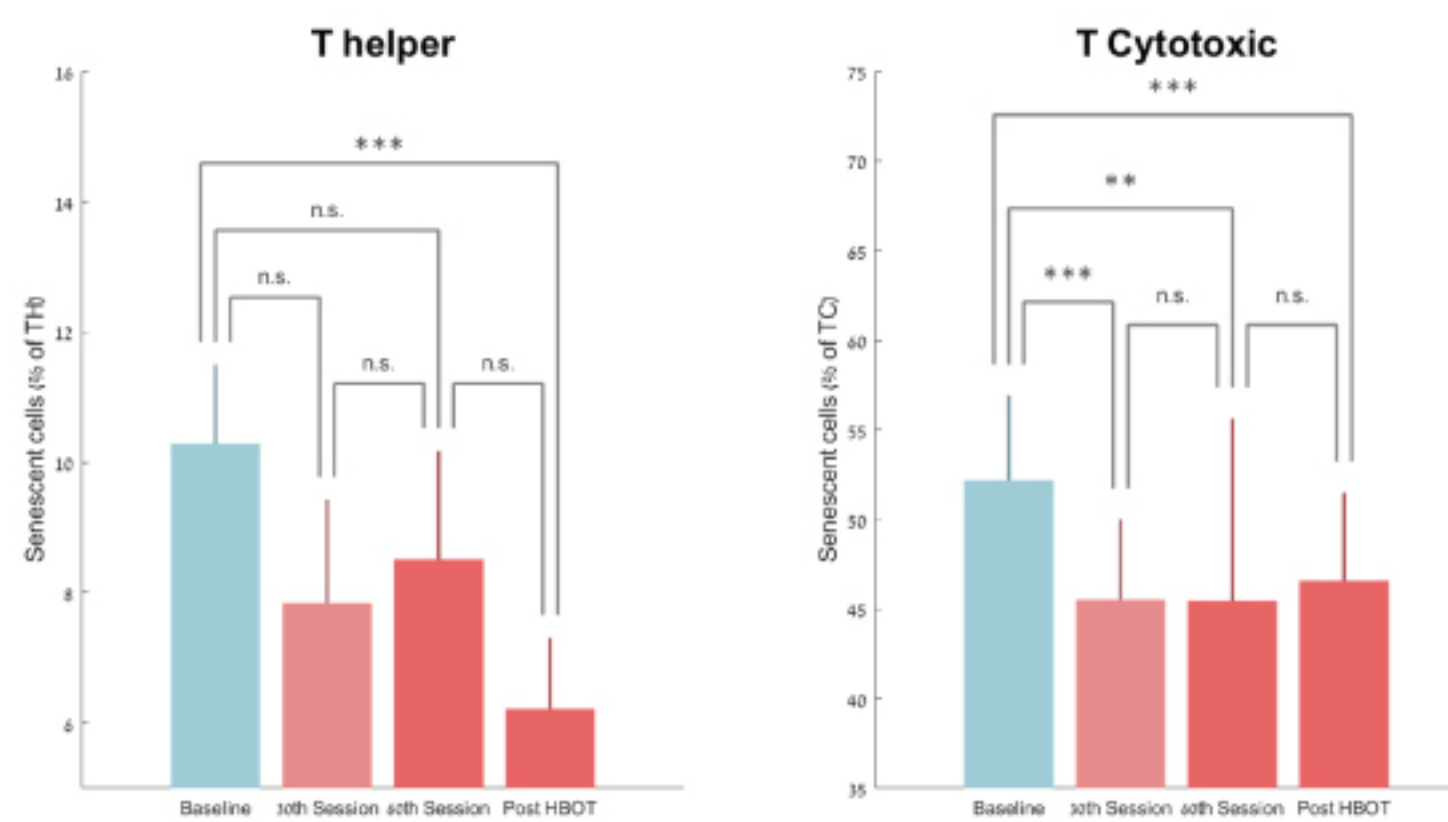 T helper
T Cytotoxic
Senescent cells (% of TH)
16
14
12
10
8
6
***
n.s.
n.s.
n.s.
n.s.
Baseline
Session
Session
Post HBOT
Senescent cells (% of TC)
75
70
65
60
55
50
45
40
35
***
**
***
n.s.
n.s.
Baseline
Session
Session
Post HBOT